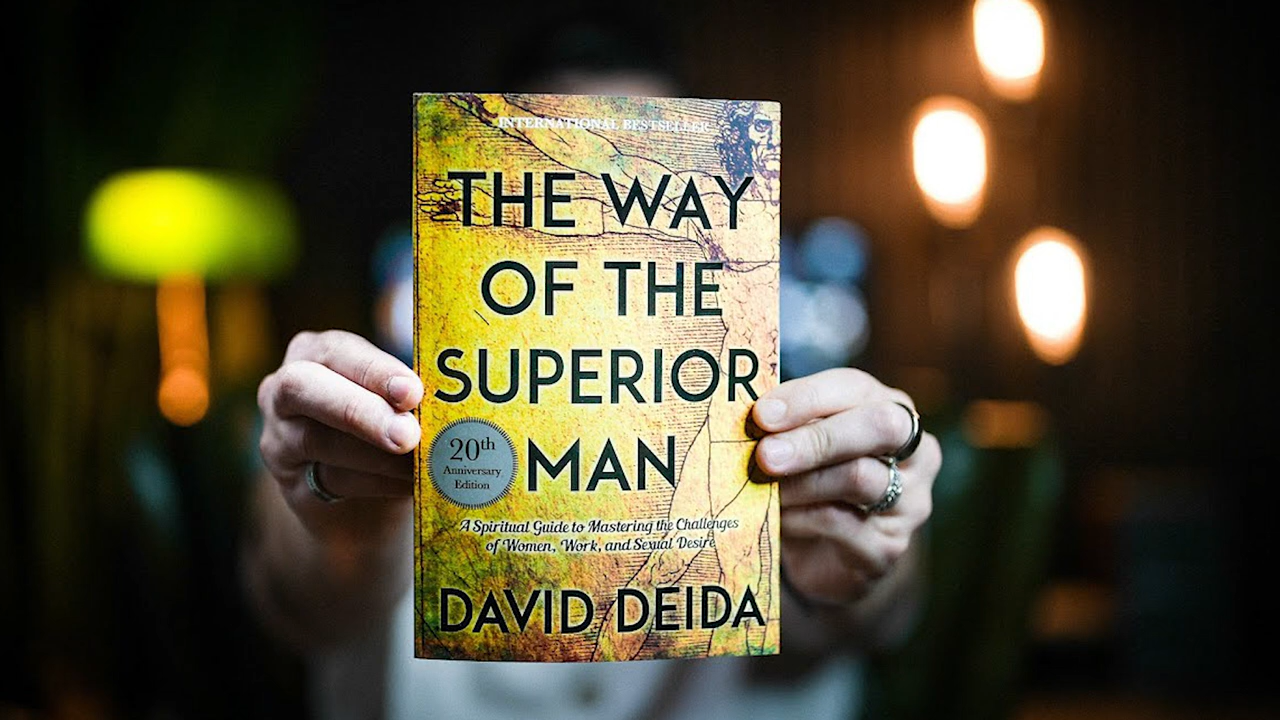 INTERNATIONAL BESTSELLER
THE WAY
OF THE
SUPERIOR
MAN
20th
Anniversary
Edition
A Spiritual Guide to Mastering the Challenges
of Women, Work, and Sexual Desire
DAVID DEIDA